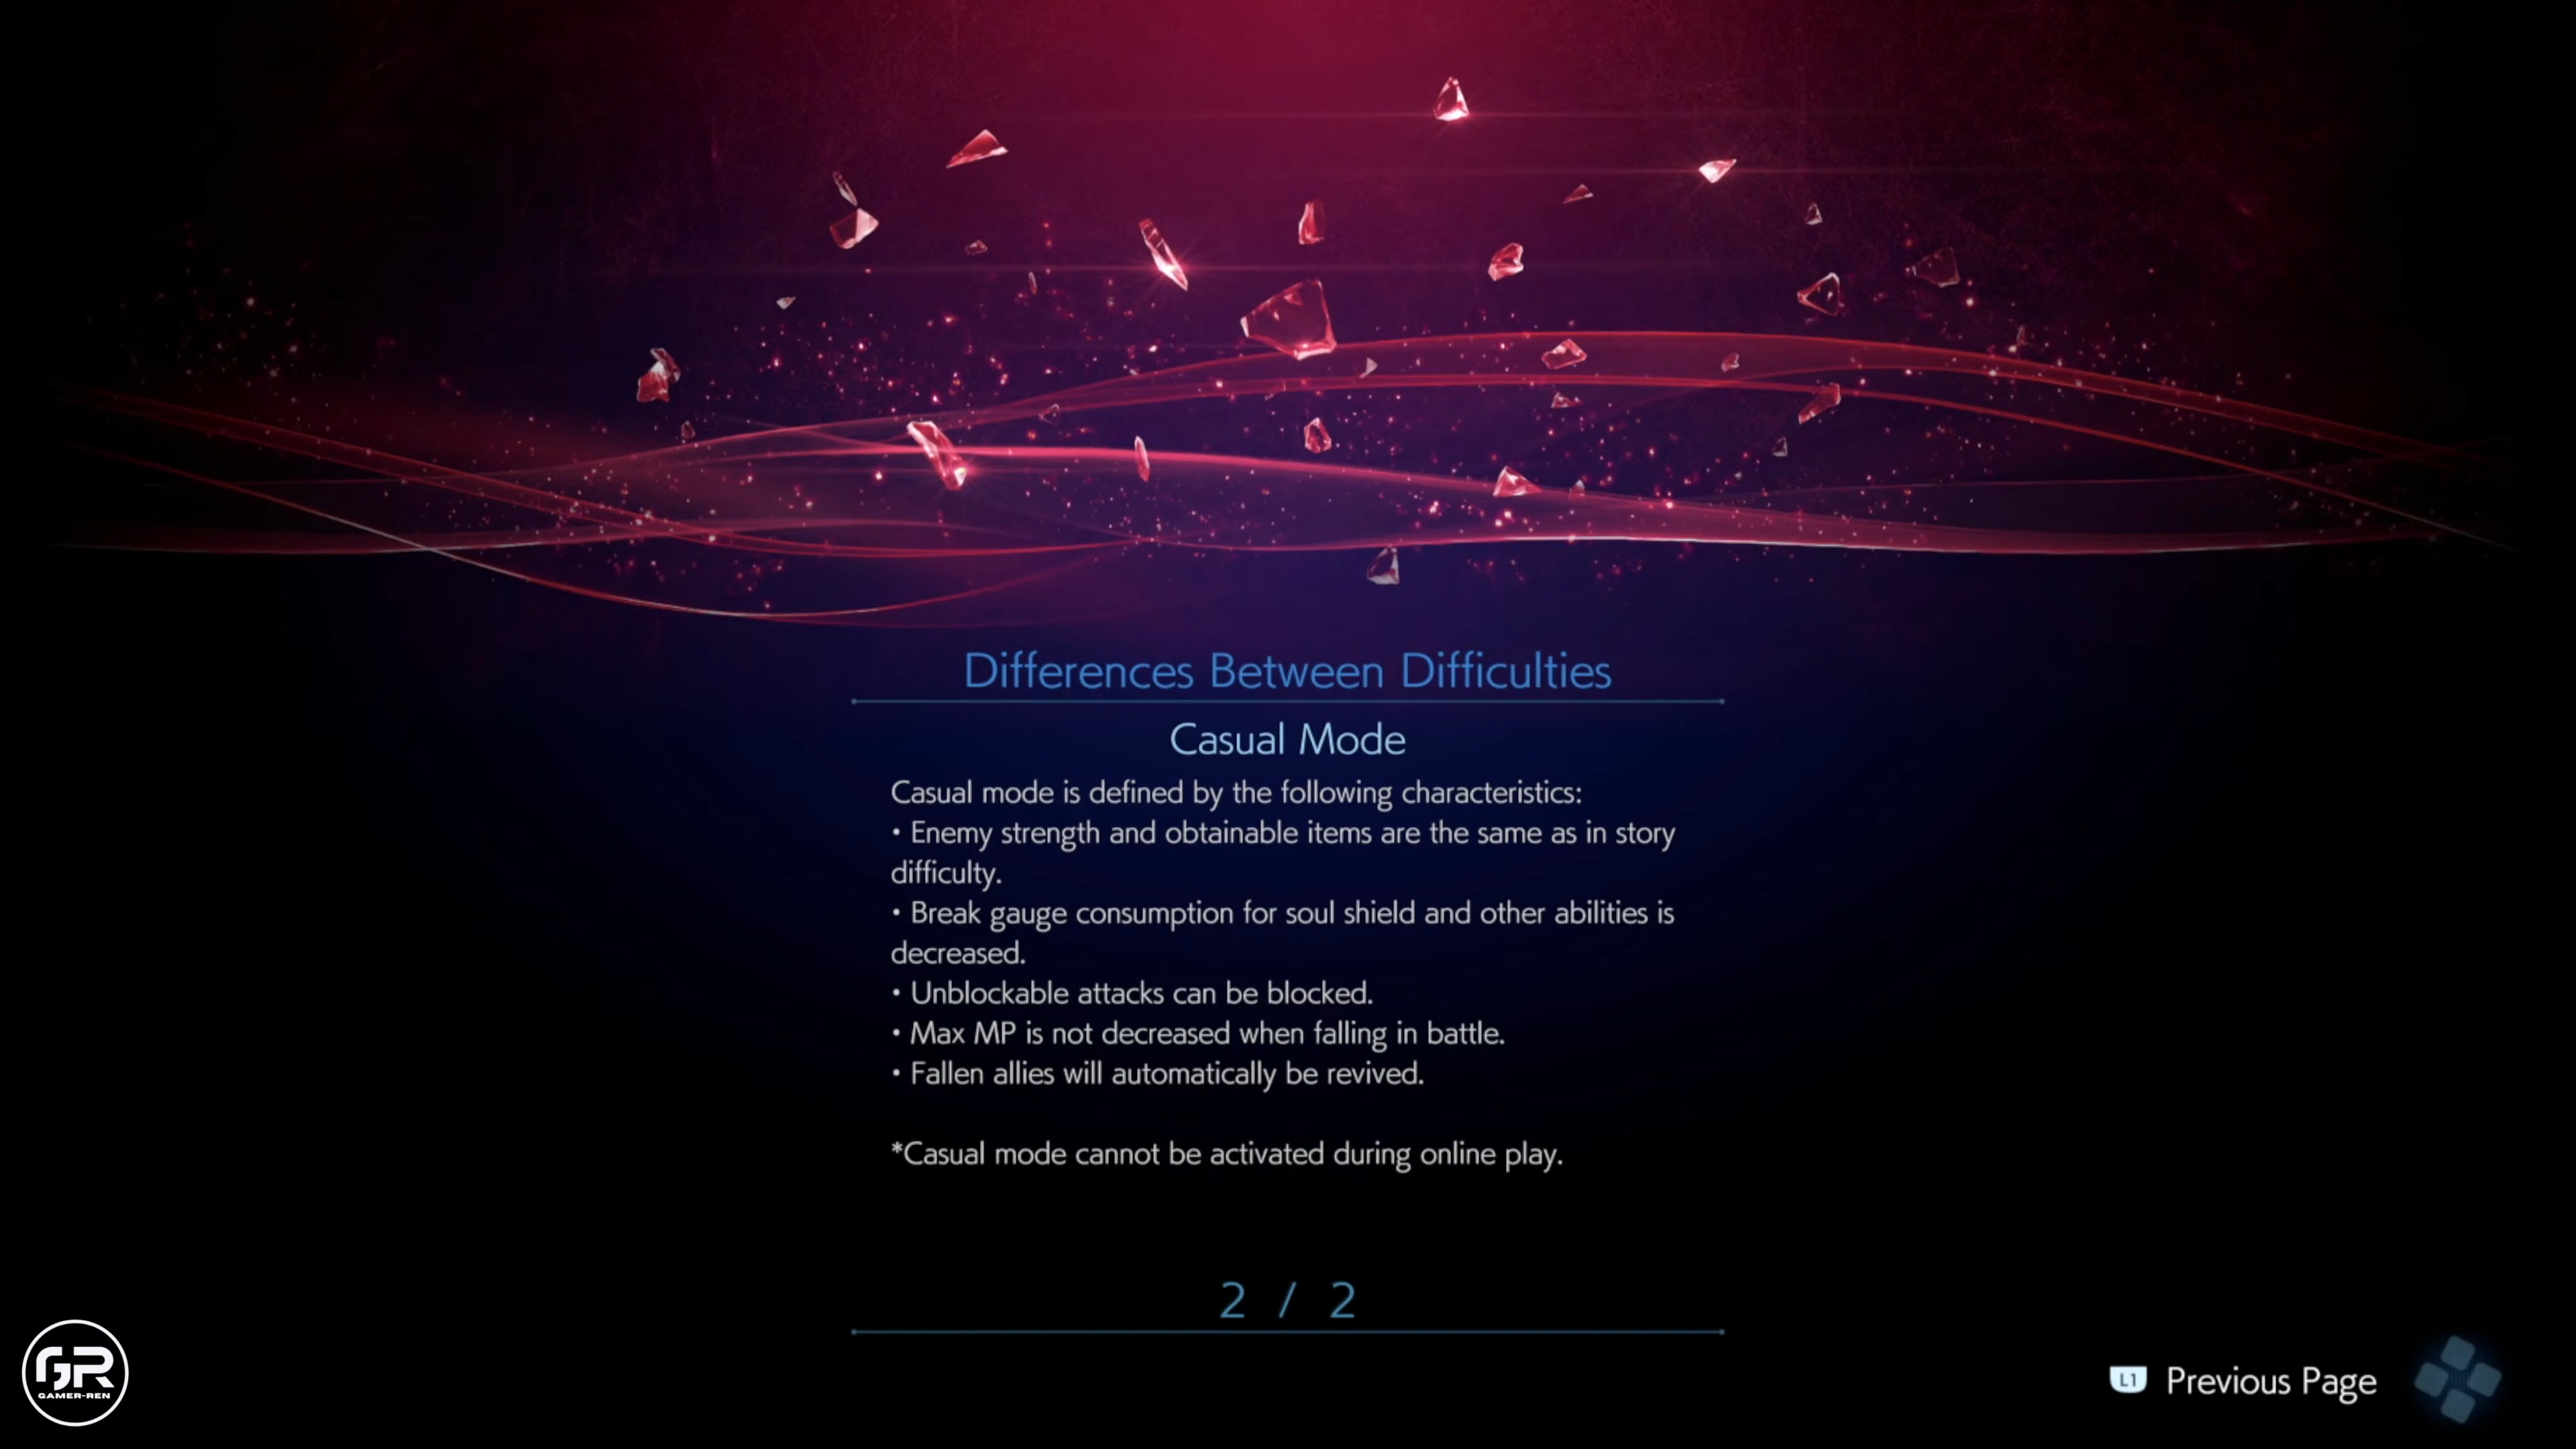 Differences Between Difficulties
Casual Mode
Casual mode is defined by the following characteristics:
• Enemy strength and obtainable items are the same as in story
difficulty.
• Break gauge consumption for soul shield and other abilities is
decreased.
• Unblockable attacks can be blocked.
• Max MP is not decreased when falling in battle.
• Fallen allies will automatically be revived.
*Casual mode cannot be activated during online play.
2 / 2
GR
GAMER-REN
L1 Previous Page